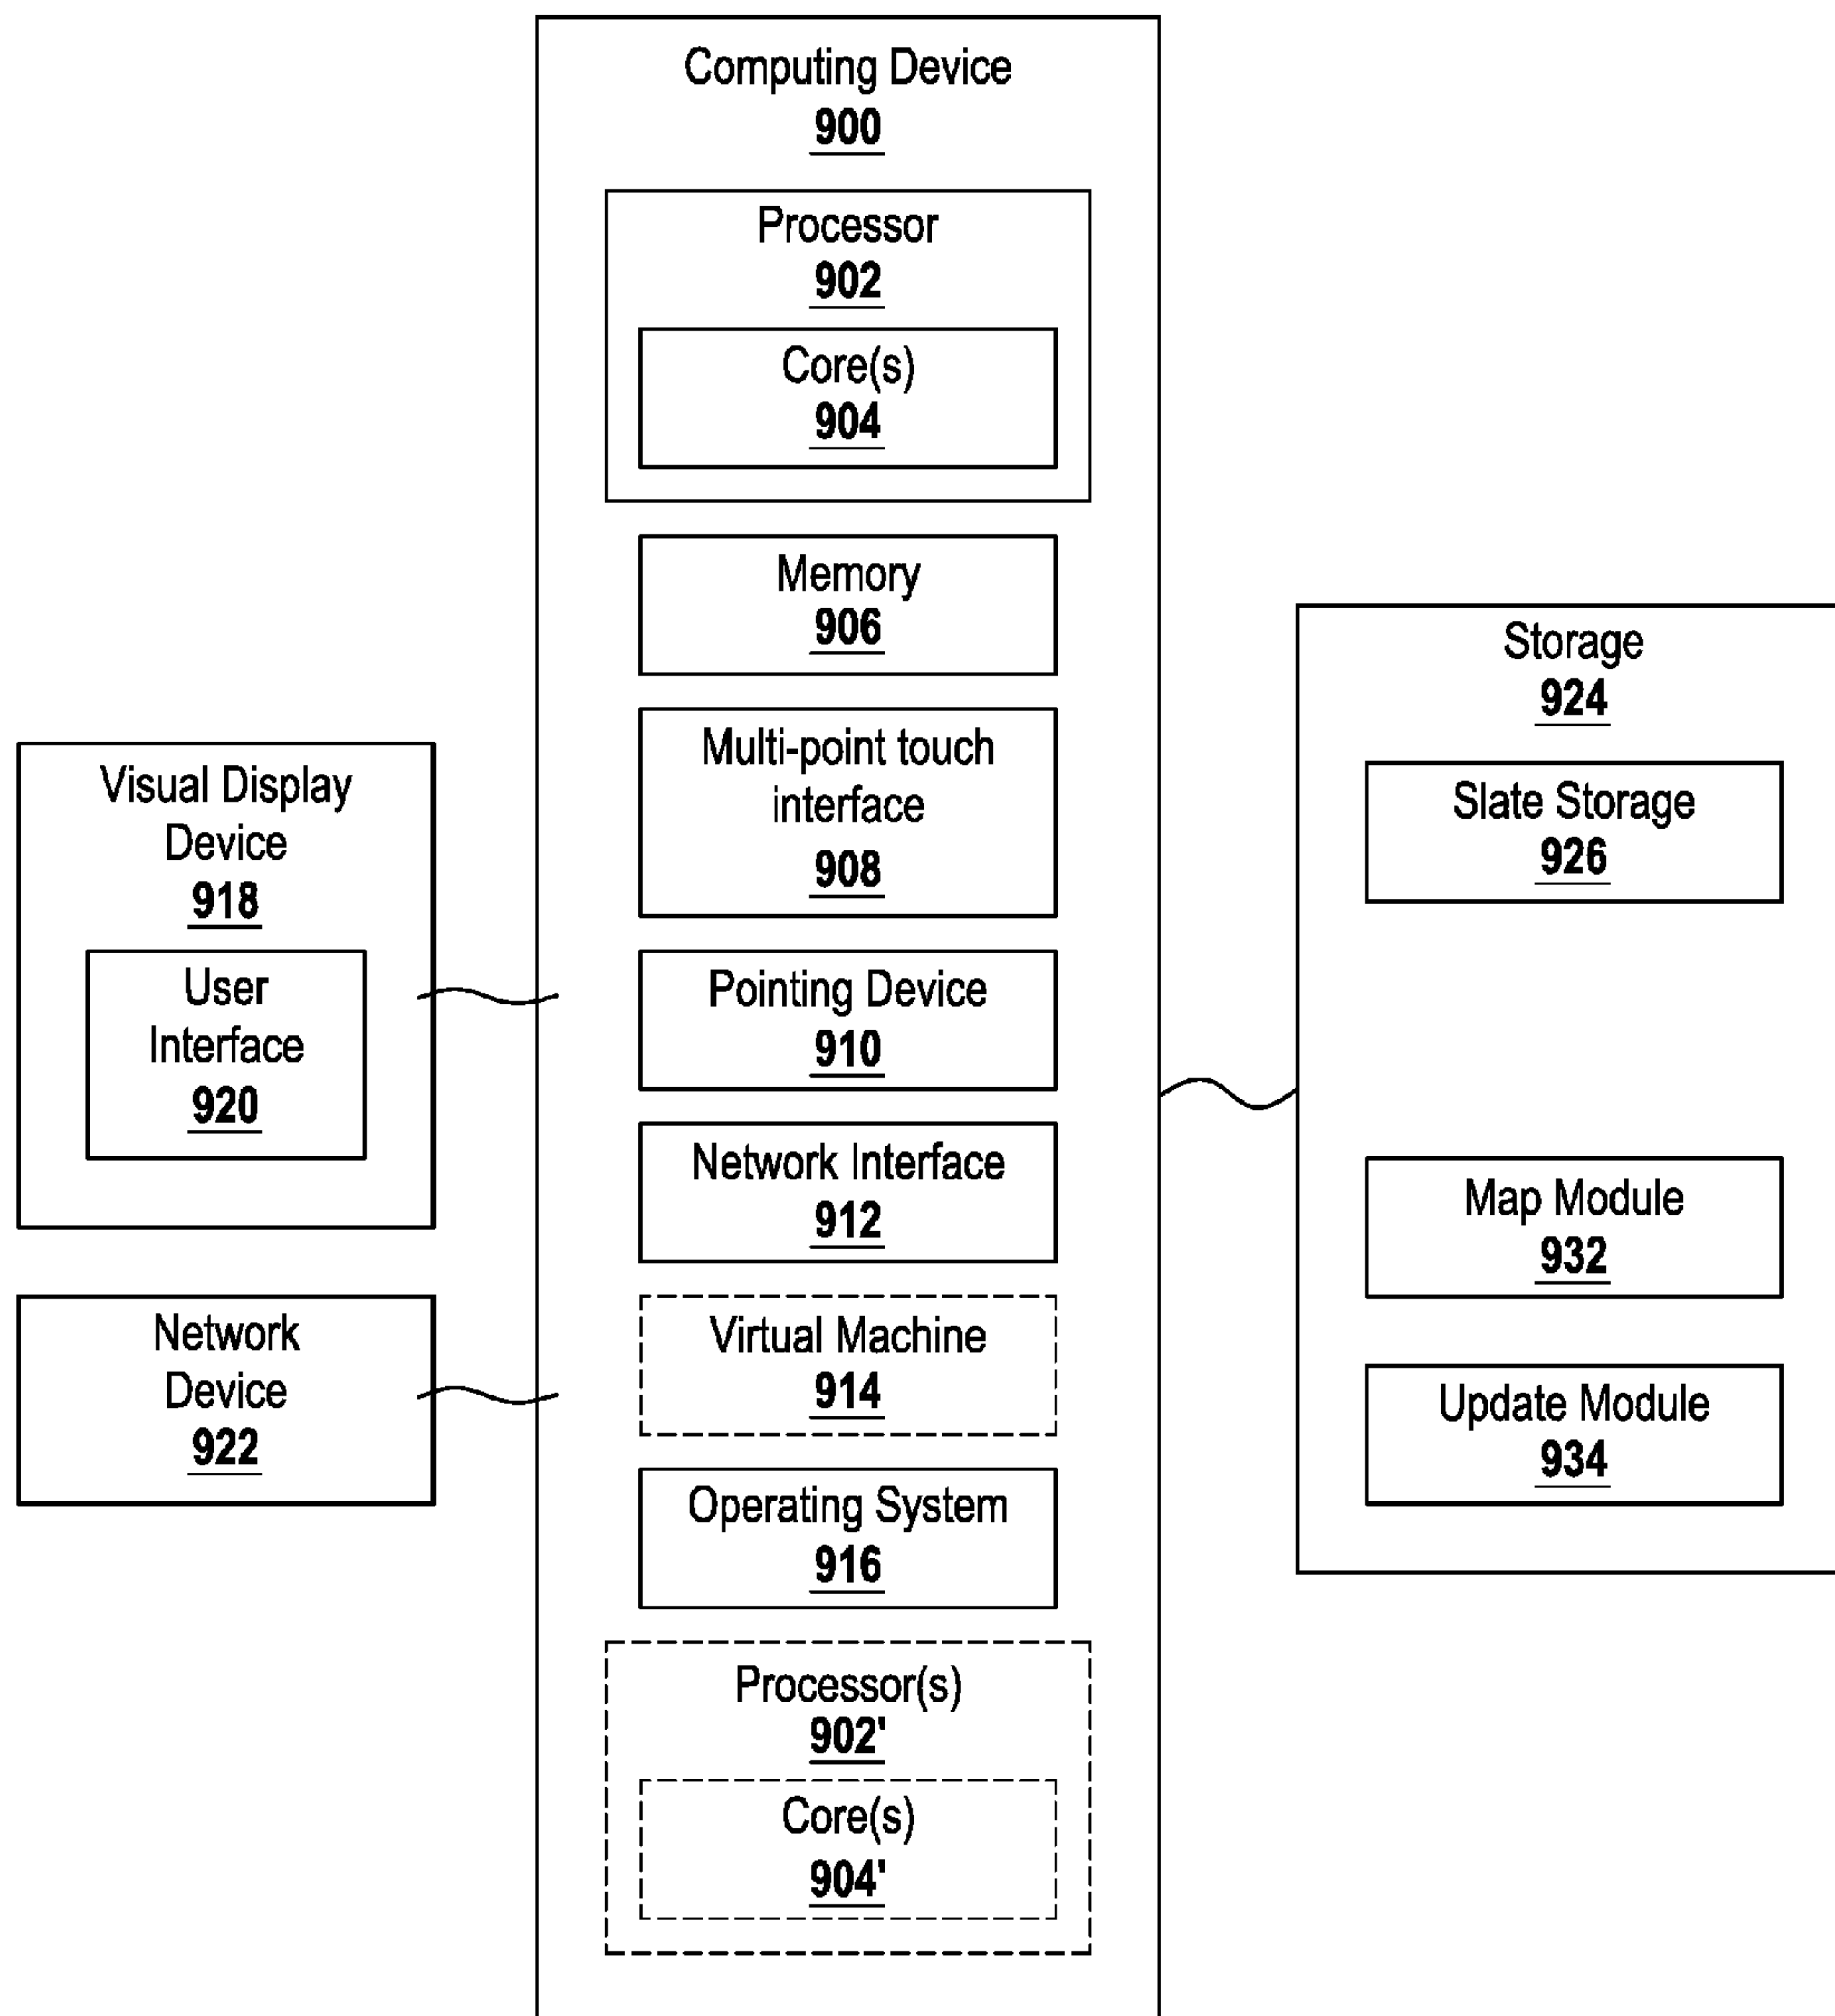 Computing Device
900
Processor
902
Core(s)
904
Memory
906
Multi-point touch
interface
908
Pointing Device
910
Network Interface
912
Virtual Machine
914
Operating System
916
Processor(s)
902'
Core(s)
904'
Visual Display
Device
918
User
Interface
920
Network
Device
922
Storage
924
Slate Storage
926
Map Module
932
Update Module
934